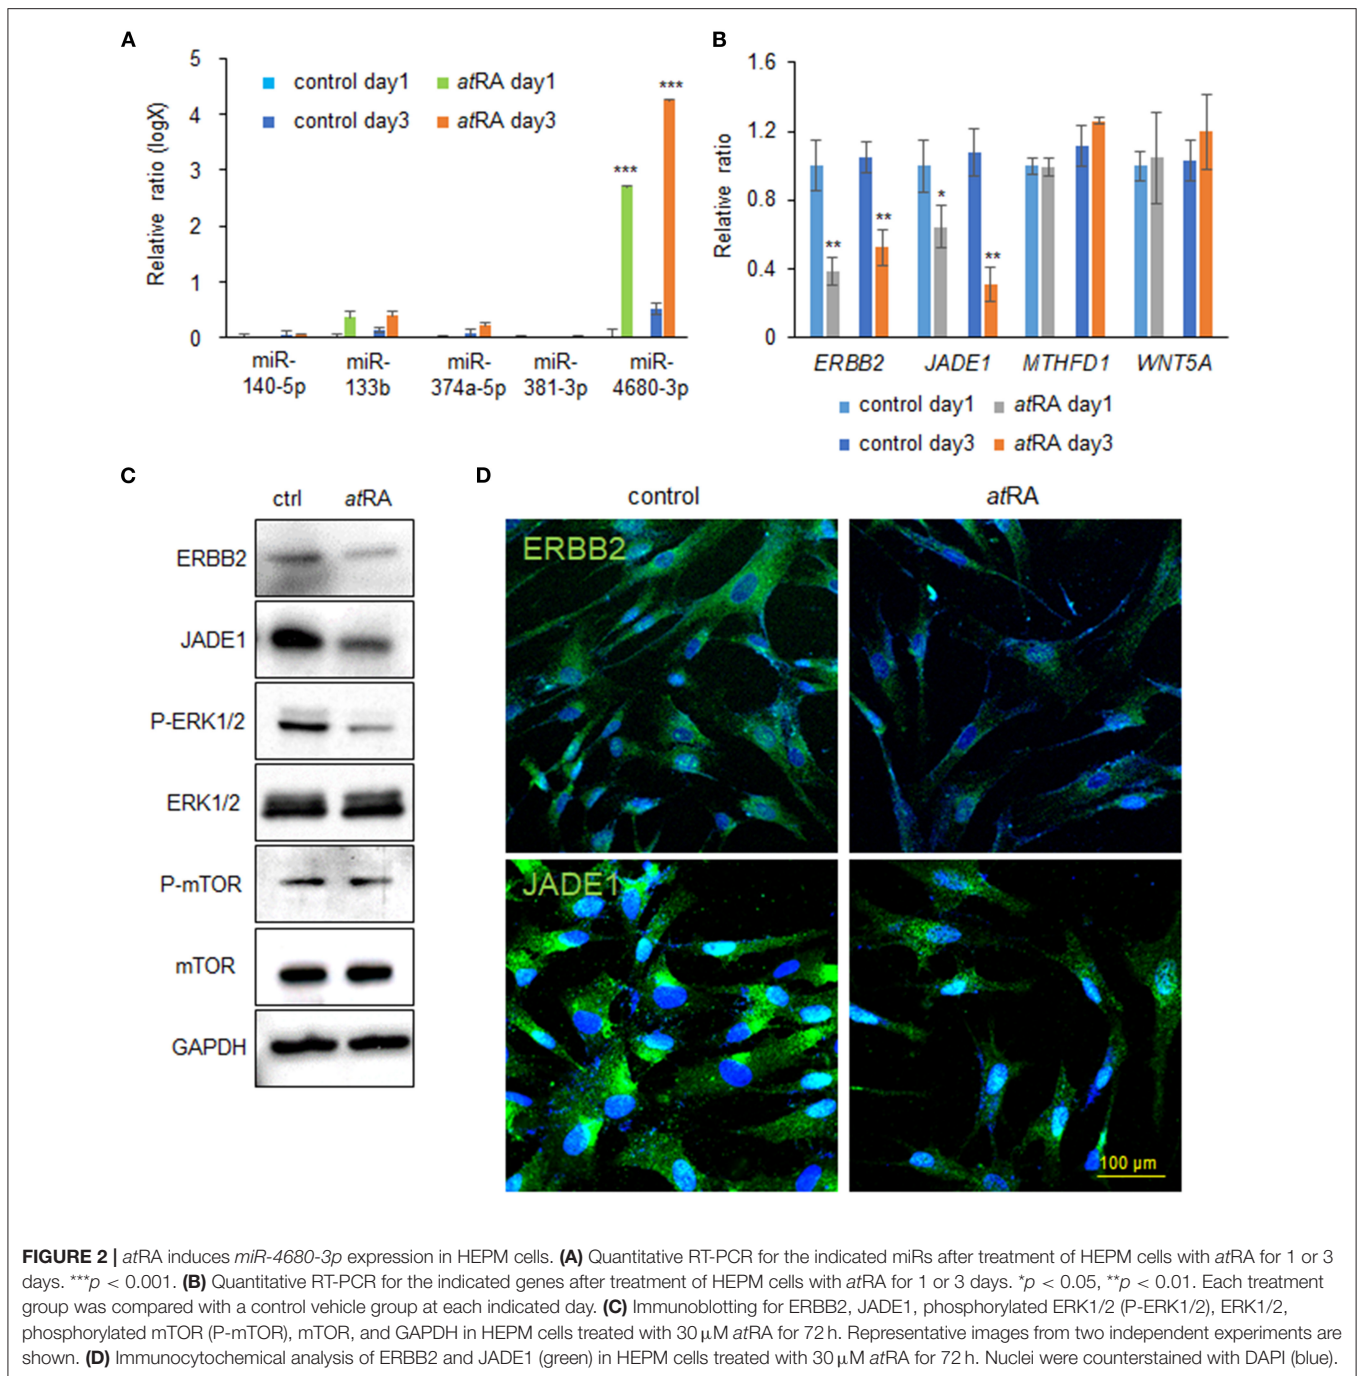 A
Relative ratio (logX)
5
4
3
2
1
0
control day1
atRA day1
control day3
atRA day3
***
***
miR-
140-5p
miR-
133b
miR-
374a-5p
miR-
381-3p
miR-
4680-3p
B
Relative ratio
1.6
1.2
0.8
0.4
0
**
**
*
**
ERBB2
JADE1
MTHFD1
WNT5A
control day1
atRA day1
control day3
atRA day3
C
ctrl
atRA
ERBB2
JADE1
P-ERK1/2
ERK1/2
P-mTOR
mTOR
GAPDH
D
control
atRA
ERBB2
JADE1
100 µm
FIGURE 2 | atRA induces miR-4680-3p expression in HEPM cells. (A) Quantitative RT-PCR for the indicated miRs after treatment of HEPM cells with atRA for 1 or 3
days. ***p < 0.001. (B) Quantitative RT-PCR for the indicated genes after treatment of HEPM cells with atRA for 1 or 3 days. *p < 0.05, **p < 0.01. Each treatment
group was compared with a control vehicle group at each indicated day. (C) Immunoblotting for ERBB2, JADE1, phosphorylated ERK1/2 (P-ERK1/2), ERK1/2,
phosphorylated mTOR (P-mTOR), mTOR, and GAPDH in HEPM cells treated with 30 µM atRA for 72 h. Representative images from two independent experiments are
shown. (D) Immunocytochemical analysis of ERBB2 and JADE1 (green) in HEPM cells treated with 30 µM atRA for 72 h. Nuclei were counterstained with DAPI (blue).